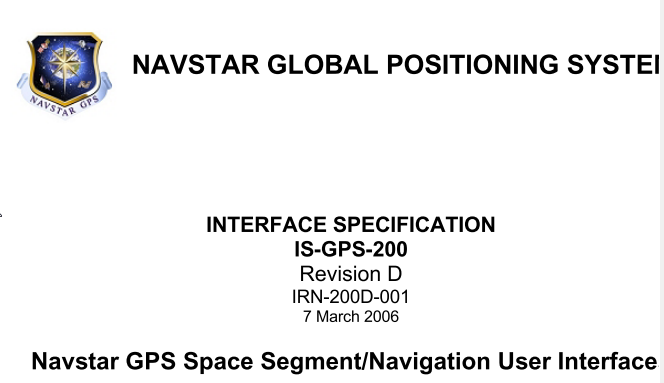 NAVSTAR GLOBAL POSITIONING SYSTE
NAVSTAR GPS
INTERFACE SPECIFICATION
IS-GPS-200
Revision D
IRN-200D-001
7 March 2006
Navstar GPS Space Segment/Navigation User Interface